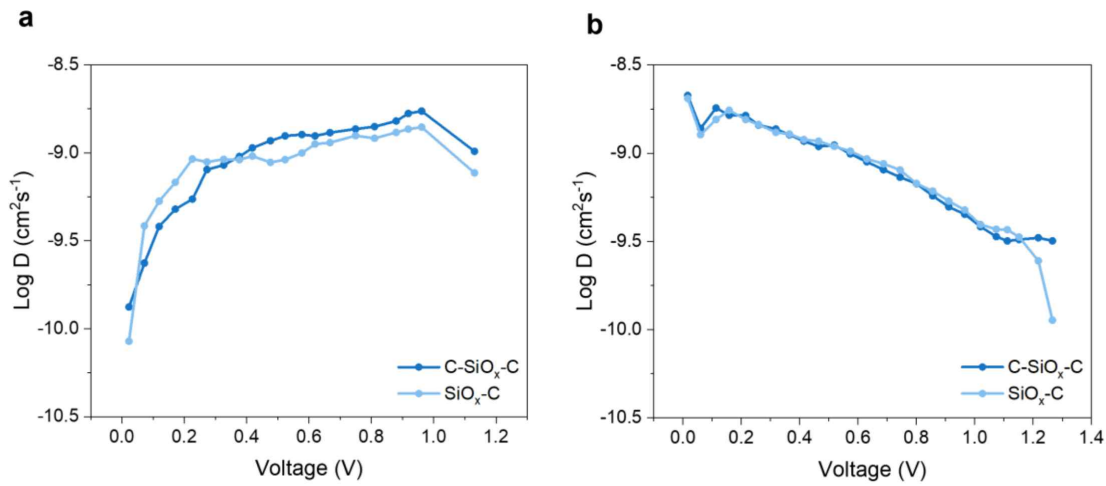 a
-8.5
-9.0
-9.5
-10.0
-10.5
Log D (cm²s⁻¹)
C-SiOₓ-C
SiOₓ-C
0.0 0.2 0.4 0.6 0.8 1.0 1.2
Voltage (V)
b
-8.5
-9.0
-9.5
-10.0
-10.5
Log D (cm²s⁻¹)
C-SiOₓ-C
SiOₓ-C
0.0 0.2 0.4 0.6 0.8 1.0 1.2 1.4
Voltage (V)